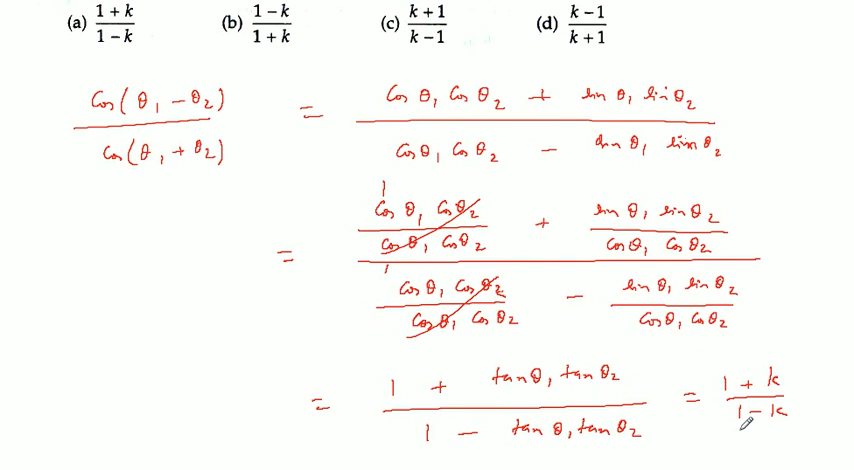 (a) (1 + k)/(1 − k) (b) (1 − k)/(1 + k) (c) (k + 1)/(k − 1) (d) (k − 1)/(k + 1)
Cos(θ1 − θ2)/Cos(θ1 + θ2) = (Cos θ1 Cos θ2 + sin θ1 sin θ2)/(Cos θ1 Cos θ2 − sin θ1 sin θ2)
= ((Cos θ1 Cos θ2)/(Cos θ1 Cos θ2) + (sin θ1 sin θ2)/(Cos θ1 Cos θ2))/((Cos θ1 Cos θ2)/(Cos θ1 Cos θ2) − (sin θ1 sin θ2)/(Cos θ1 Cos θ2))
= (1 + tan θ1 tan θ2)/(1 − tan θ1 tan θ2) = (1 + k)/(1 − k)